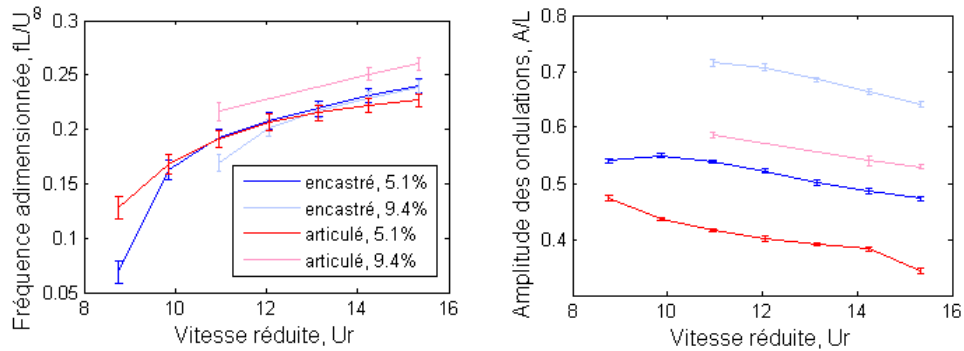 Fréquence adimensionnée, fL/U^8
0.3
0.25
0.2
0.15
0.1
0.05
8 10 12 14 16
Vitesse réduite, Ur
encastré, 5.1%
encastré, 9.4%
articulé, 5.1%
articulé, 9.4%
Amplitude des ondulations, A/L
0.8
0.7
0.6
0.5
0.4
8 10 12 14 16
Vitesse réduite, Ur